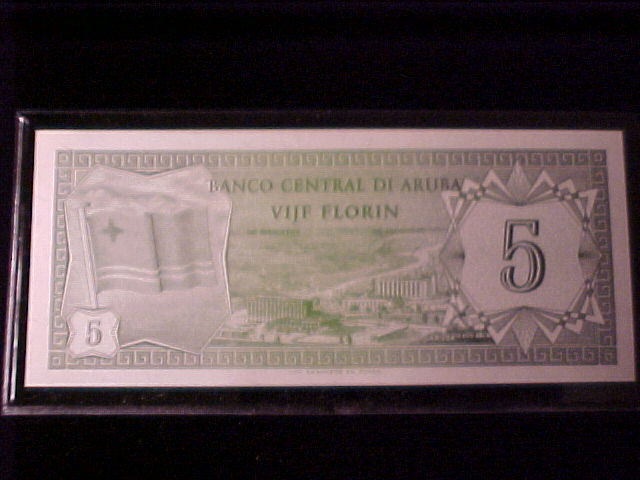 BANCO CENTRAL DI ARUBA
VIJF FLORIN
5
5